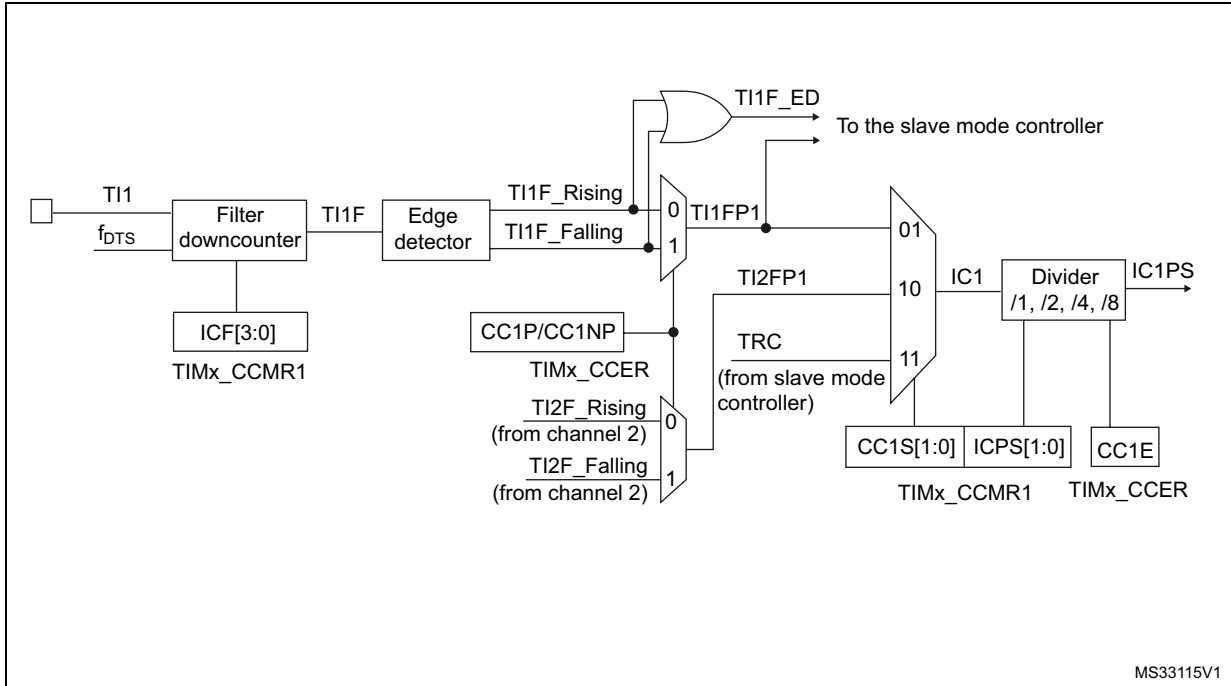 TI1F_ED
To the slave mode controller
TI1
fDTS
Filter
downcounter
TI1F
Edge
detector
TI1F_Rising
TI1F_Falling
0
1
TI1FP1
01
10
11
TI2FP1
TRC
(from slave mode
controller)
IC1
Divider
/1, /2, /4, /8
IC1PS
ICF[3:0]
TIMx_CCMR1
CC1P/CC1NP
TIMx_CCER
TI2F_Rising
(from channel 2)
TI2F_Falling
(from channel 2)
0
1
CC1S[1:0]
ICPS[1:0]
TIMx_CCMR1
CC1E
TIMx_CCER
MS33115V1